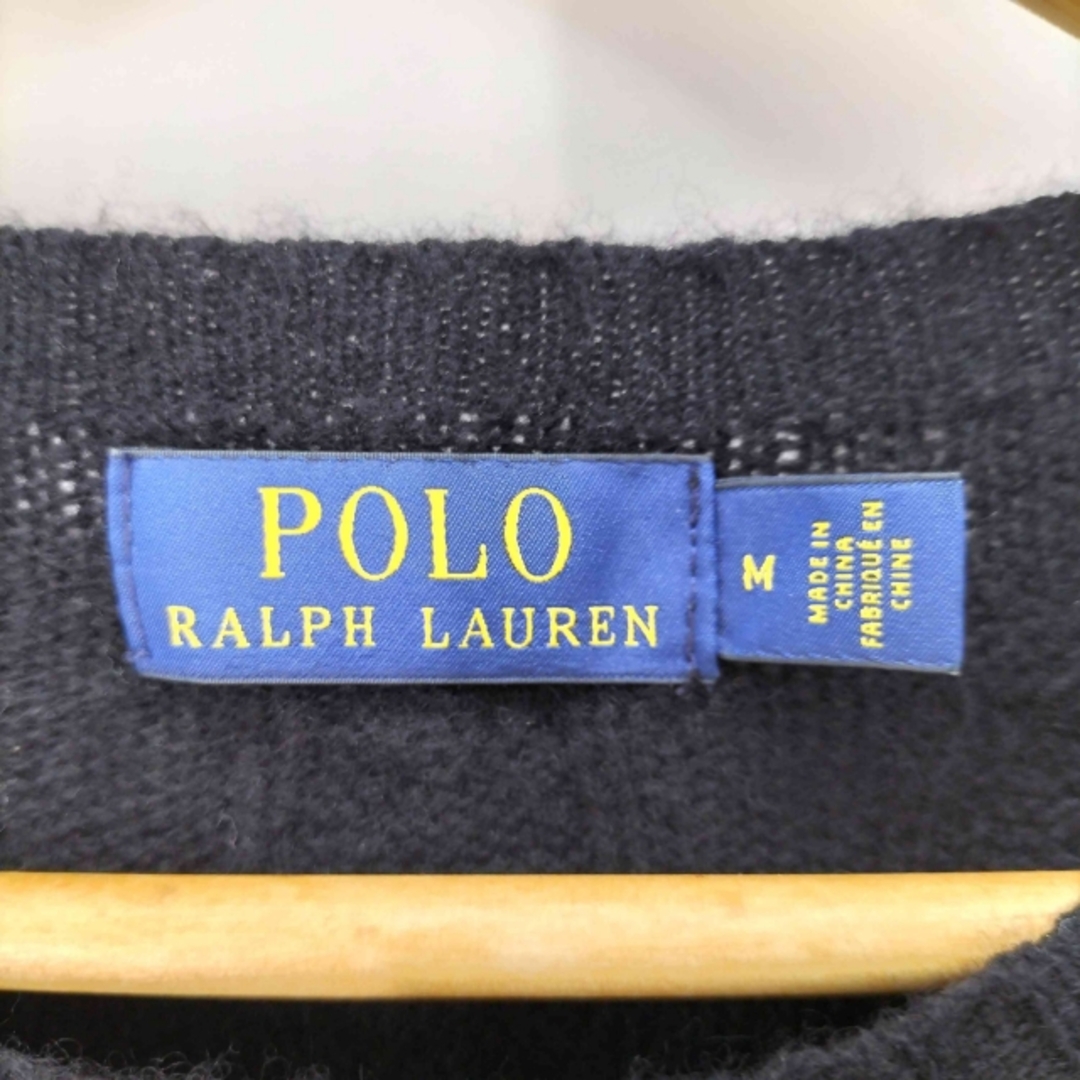 POLO
RALPH LAUREN
M
MADE IN
CHINA
FABRIQUÉ EN
CHINE